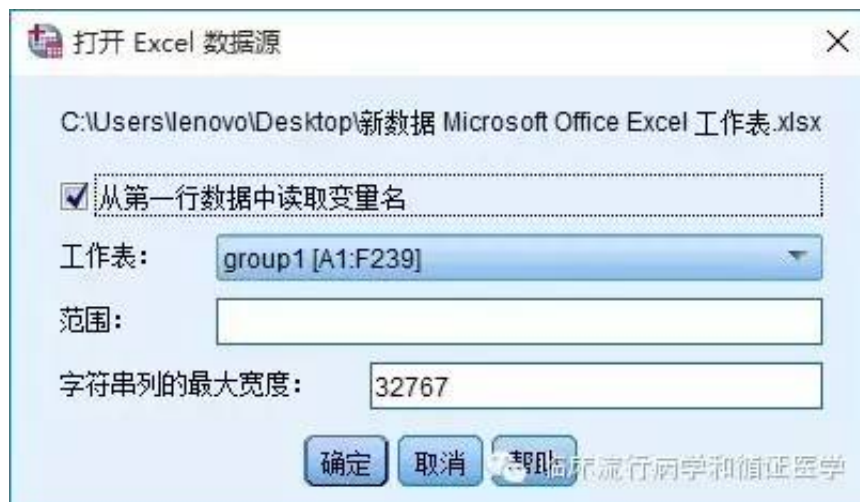 打开 Excel 数据源
C:\Users\lenovo\Desktop\新数据 Microsoft Office Excel 工作表.xlsx
从第一行数据中读取变量名
工作表： group1 [A1:F239]
范围：
字符串列的最大宽度： 32767
确定 取消 帮助 临床流行病学和循证医学